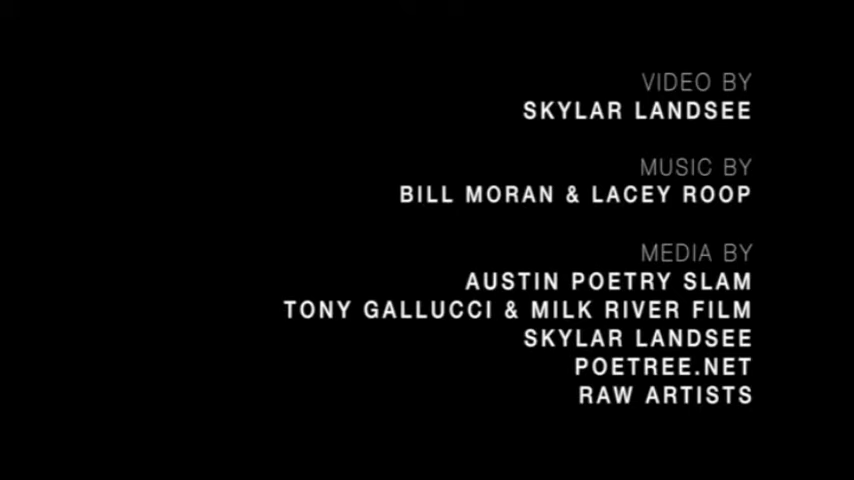 VIDEO BY
SKYLAR LANDSEE
MUSIC BY
BILL MORAN & LACEY ROOP
MEDIA BY
AUSTIN POETRY SLAM
TONY GALLUCCI & MILK RIVER FILM
SKYLAR LANDSEE
POETREE.NET
RAW ARTISTS